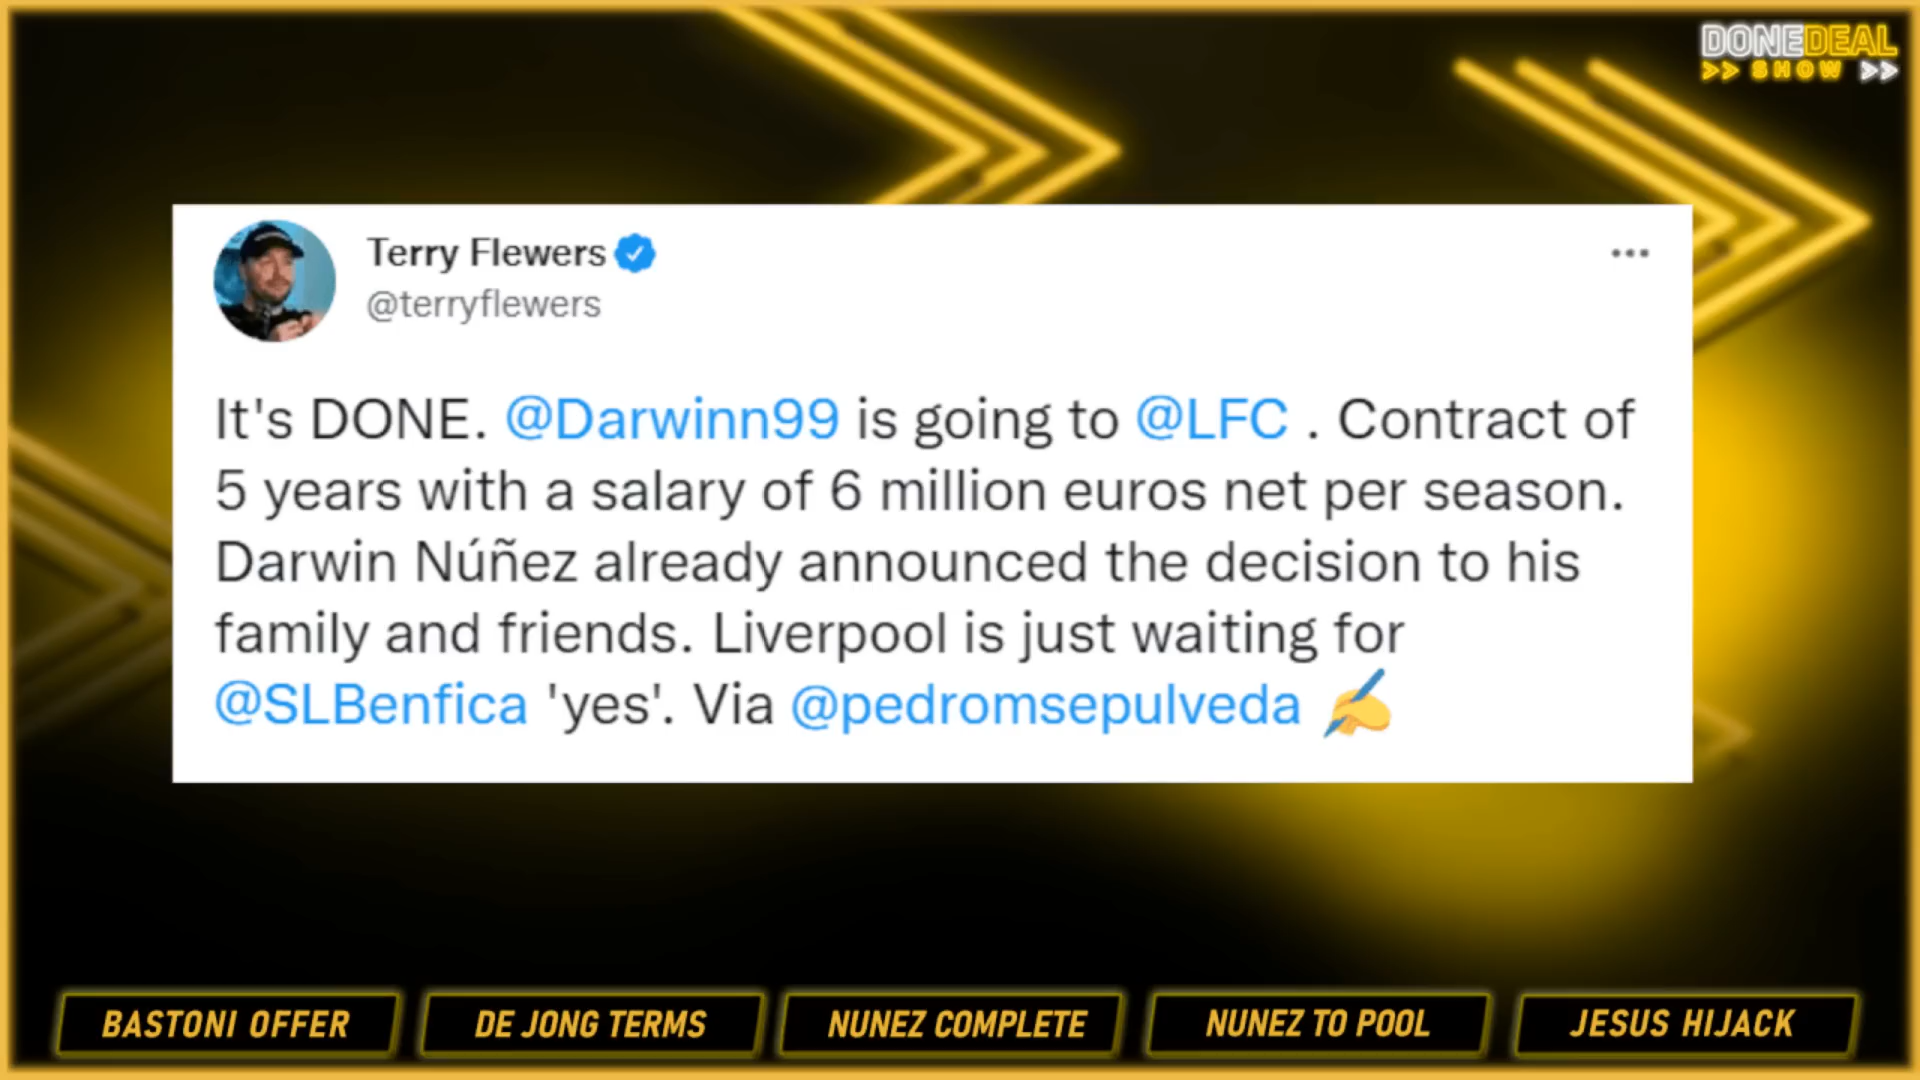 DONEDEAL
>> SHOW >>
Terry Flewers
@terryflewers
It's DONE. @Darwinn99 is going to @LFC . Contract of
5 years with a salary of 6 million euros net per season.
Darwin Núñez already announced the decision to his
family and friends. Liverpool is just waiting for
@SLBenfica 'yes'. Via @pedromsepulveda ✍️
BASTONI OFFER
DE JONG TERMS
NUNEZ COMPLETE
NUNEZ TO POOL
JESUS HIJACK